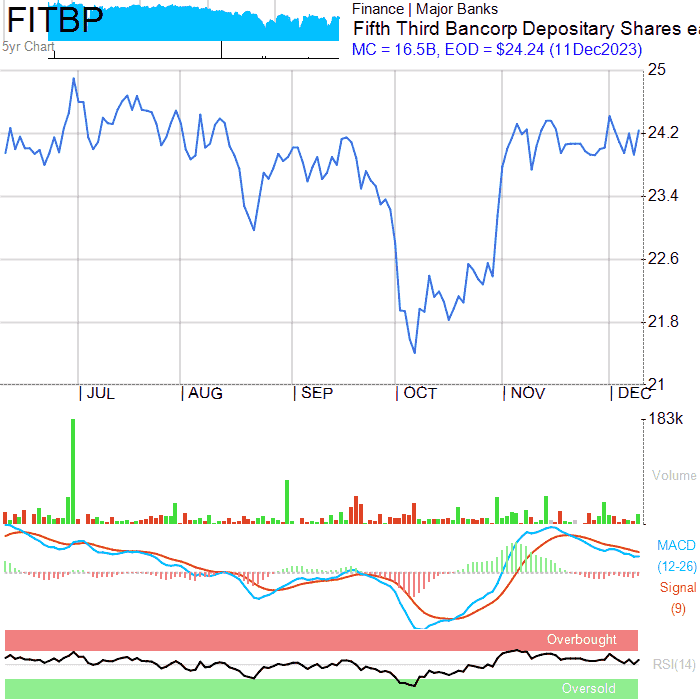 FITBP
5yr Chart
Finance | Major Banks
Fifth Third Bancorp Depositary Shares ea
MC = 16.5B, EOD = $24.24 (11Dec2023)
25
24.2
23.4
22.6
21.8
21
JUL AUG SEP OCT NOV DEC
183k
Volume
MACD
(12-26)
Signal
(9)
Overbought
RSI(14)
Oversold